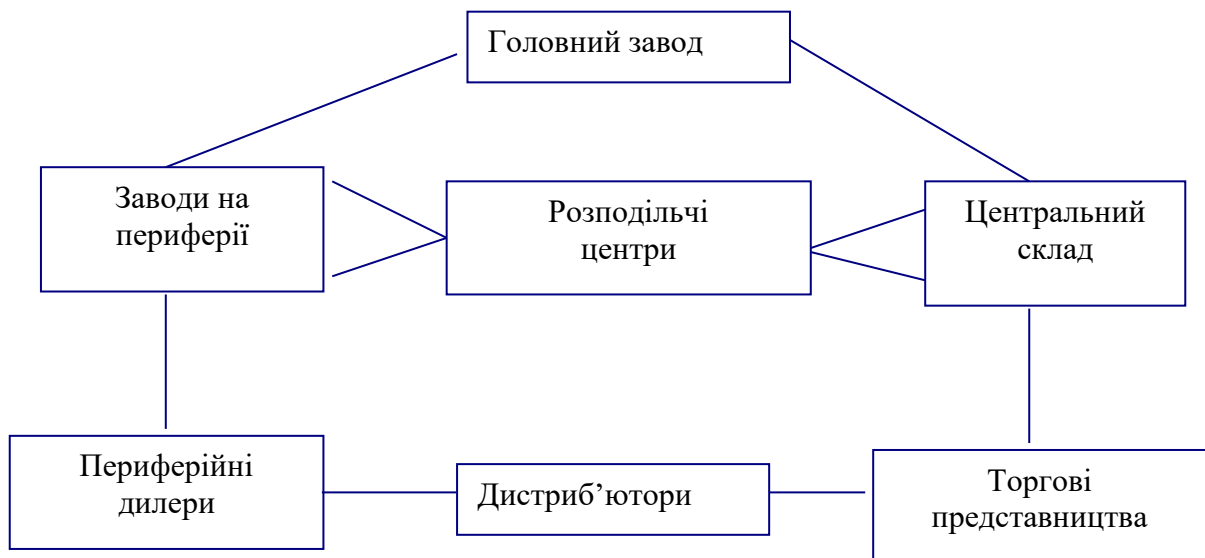 Головний завод
Заводи на
периферії
Розподільчі
центри
Центральний
склад
Периферійні
дилери
Дистриб’ютори
Торгові
представництва